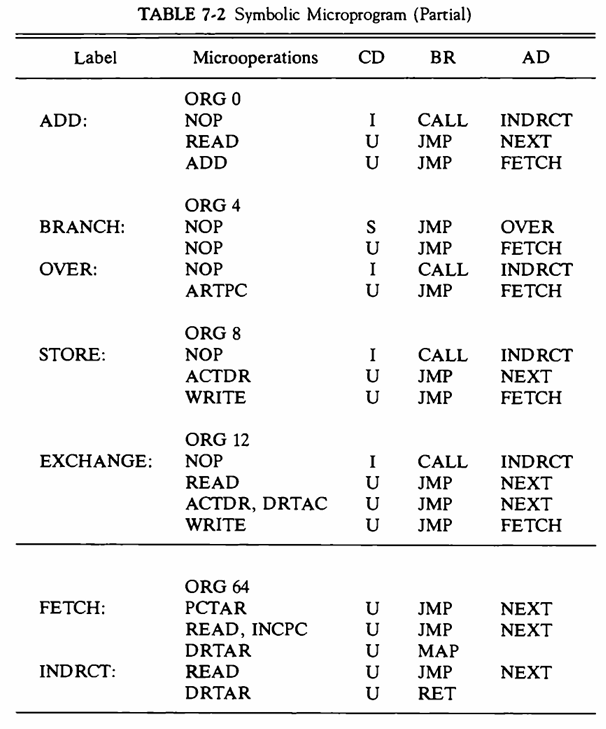 TABLE 7-2 Symbolic Microprogram (Partial)
Label Microoperations CD BR AD
ORG 0
ADD: NOP I CALL INDRCT
READ U JMP NEXT
ADD U JMP FETCH
ORG 4
BRANCH: NOP S JMP OVER
NOP U JMP FETCH
OVER: NOP I CALL INDRCT
ARTPC U JMP FETCH
ORG 8
STORE: NOP I CALL INDRCT
ACTDR U JMP NEXT
WRITE U JMP FETCH
ORG 12
EXCHANGE: NOP I CALL INDRCT
READ U JMP NEXT
ACTDR, DRTAC U JMP NEXT
WRITE U JMP FETCH
ORG 64
FETCH: PCTAR U JMP NEXT
READ, INCPC U JMP NEXT
DRTAR U MAP
INDRCT: READ U JMP NEXT
DRTAR U RET